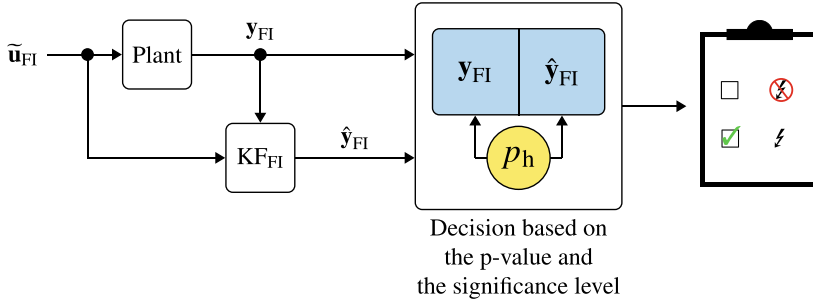 ũ_FI
Plant
y_FI
KF_FI
ŷ_FI
y_FI
ŷ_FI
p_h
Decision based on
the p-value and
the significance level